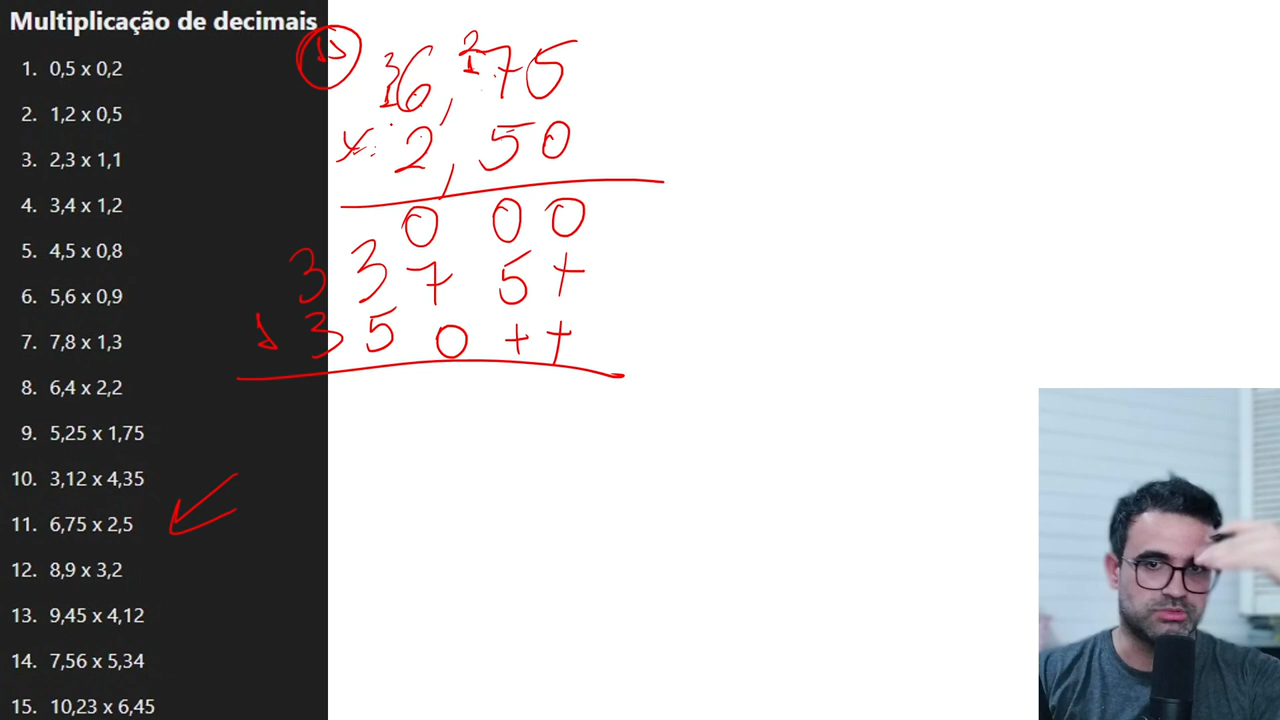 Multiplicação de decimais
1. 0,5 x 0,2
2. 1,2 x 0,5
3. 2,3 x 1,1
4. 3,4 x 1,2
5. 4,5 x 0,8
6. 5,6 x 0,9
7. 7,8 x 1,3
8. 6,4 x 2,2
9. 5,25 x 1,75
10. 3,12 x 4,35
11. 6,75 x 2,5
12. 8,9 x 3,2
13. 9,45 x 4,12
14. 7,56 x 5,34
15. 10,23 x 6,45
6,75
x 2,50
0 0 0
3 3 7 5 +
1 3 5 0 + +